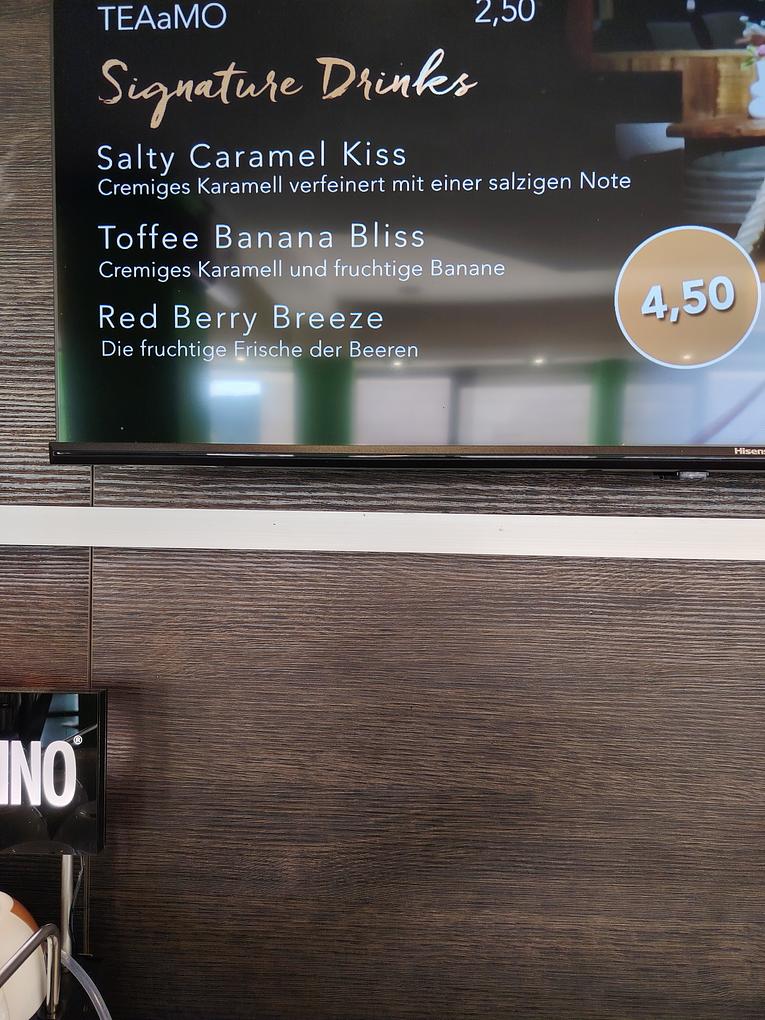 TEAaMO 2,50
Signature Drinks
Salty Caramel Kiss
Cremiges Karamell verfeinert mit einer salzigen Note
Toffee Banana Bliss
Cremiges Karamell und fruchtige Banane
4,50
Red Berry Breeze
Die fruchtige Frische der Beeren
Hisens
INO®